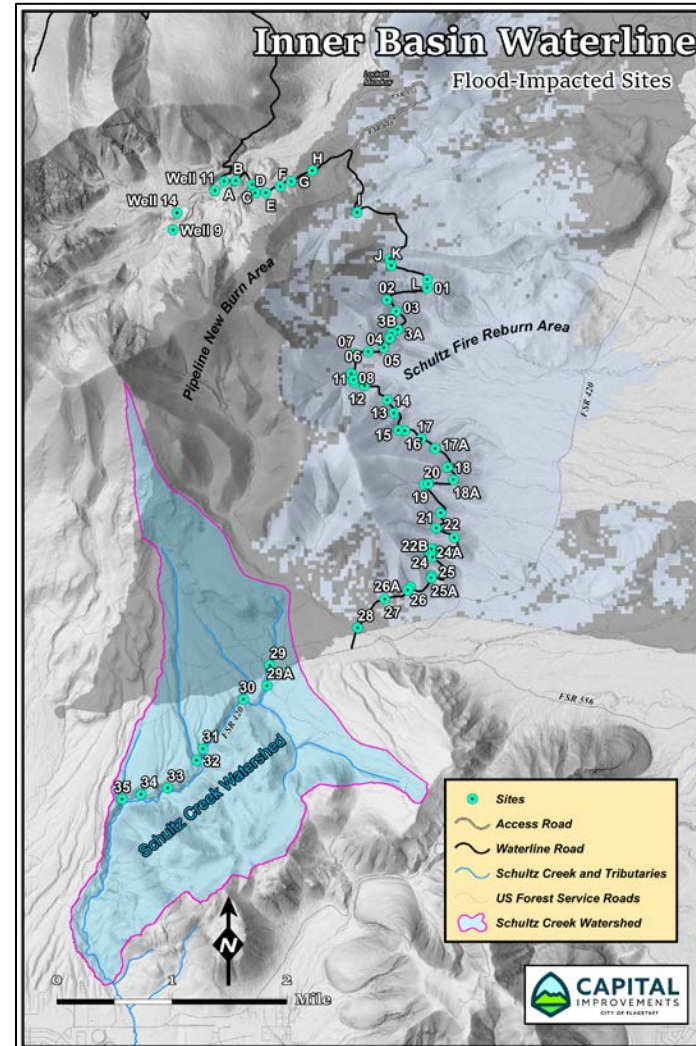 Inner Basin Waterline
Flood-Impacted Sites
Lockett
Meadow
FSR 552
H
B
F
Well 11
D
G
A
C
E
Well 14
I
Well 9
J K
L
01
02
03
3B
3A
04
Pipeline New Burn Area
07
05
06
Schultz Fire Reburn Area
FSR 420
11
08
12
14
13
15
17
16
17A
18
20
19
18A
21
22
22B
24A
24
25
26A
25A
26
27
28
29
29A
30
FSR 420
FSR 556
31
32
33
34
35
Schultz Creek Watershed
Sites
Access Road
Waterline Road
Schultz Creek and Tributaries
US Forest Service Roads
Schultz Creek Watershed
N
0 1 2
Mile
CAPITAL
IMPROVEMENTS
CITY OF FLAGSTAFF